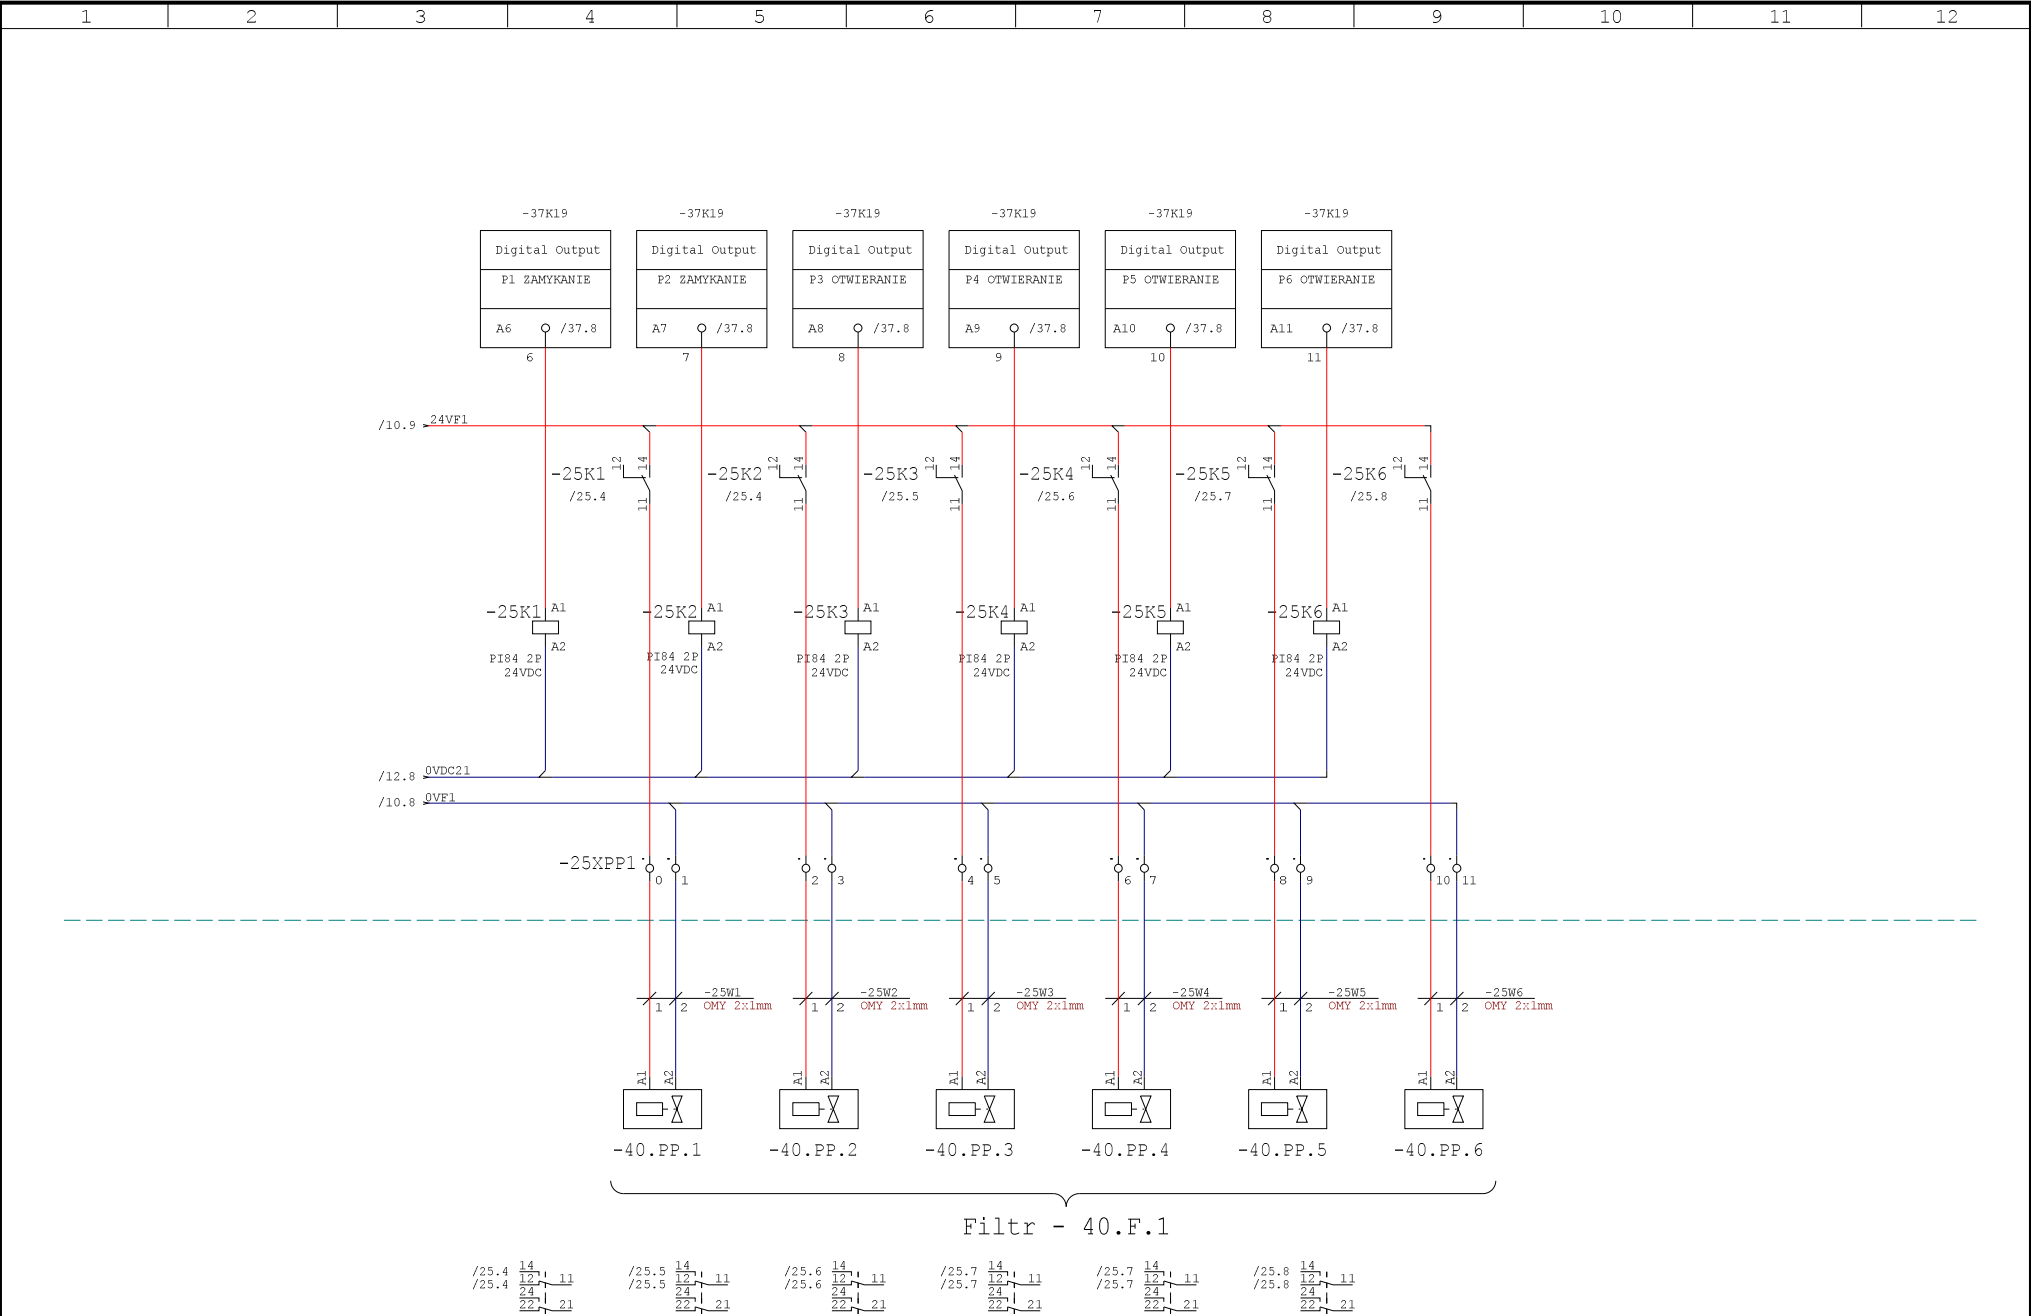 1 2 3 4 5 6 7 8 9 10 11 12
-37K19 -37K19 -37K19 -37K19 -37K19 -37K19
Digital Output Digital Output Digital Output Digital Output Digital Output Digital Output
P1 ZAMYKANIE P2 ZAMYKANIE P3 OTWIERANIE P4 OTWIERANIE P5 OTWIERANIE P6 OTWIERANIE
A6 /37.8 A7 /37.8 A8 /37.8 A9 /37.8 A10 /37.8 A11 /37.8
6 7 8 9 10 11
/10.9 24VF1
12 14 12 14 12 14 12 14 12 14 12 14
-25K1 -25K2 -25K3 -25K4 -25K5 -25K6
/25.4 /25.4 /25.5 /25.6 /25.7 /25.8
11 11 11 11 11 11
-25K1 A1 -25K2 A1 -25K3 A1 -25K4 A1 -25K5 A1 -25K6 A1
A2 A2 A2 A2 A2 A2
PI84 2P PI84 2P PI84 2P PI84 2P PI84 2P PI84 2P
24VDC 24VDC 24VDC 24VDC 24VDC 24VDC
/12.8 0VDC21
/10.8 0VF1
-25XPP1
0 1 2 3 4 5 6 7 8 9 10 11
-25W1 -25W2 -25W3 -25W4 -25W5 -25W6
1 2 OMY 2x1mm 1 2 OMY 2x1mm 1 2 OMY 2x1mm 1 2 OMY 2x1mm 1 2 OMY 2x1mm 1 2 OMY 2x1mm
A1 A2 A1 A2 A1 A2 A1 A2 A1 A2 A1 A2
-40.PP.1 -40.PP.2 -40.PP.3 -40.PP.4 -40.PP.5 -40.PP.6
Filtr - 40.F.1
/25.4 14 /25.5 14 /25.6 14 /25.7 14 /25.7 14 /25.8 14
/25.4 12 11 /25.5 12 11 /25.6 12 11 /25.7 12 11 /25.7 12 11 /25.8 12 11
24 24 24 24 24 24
22 21 22 21 22 21 22 21 22 21 22 21